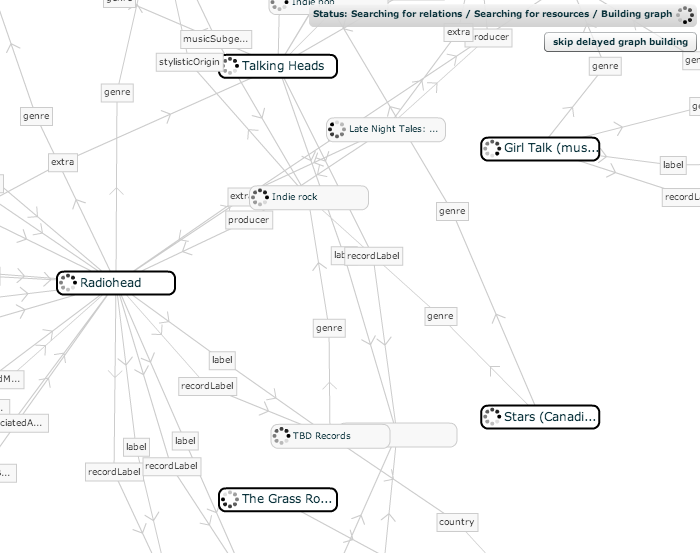 genre
Indie non
Status: Searching for relations / Searching for resources / Building graph
skip delayed graph building
musicSubge...
extra
producer
stylisticOrigin
Talking Heads
genre
genre
genre
Late Night Tales: ...
Girl Talk (mus...
extra
label
Indie rock
extr
recordL
genre
producer
lab
recordLabel
Radiohead
genre
genre
label
recordLabel
dM...
Stars (Canadi...
ciatedA...
TBD Records
label
label
recordLabel
recordLabel
s...
The Grass Ro...
country